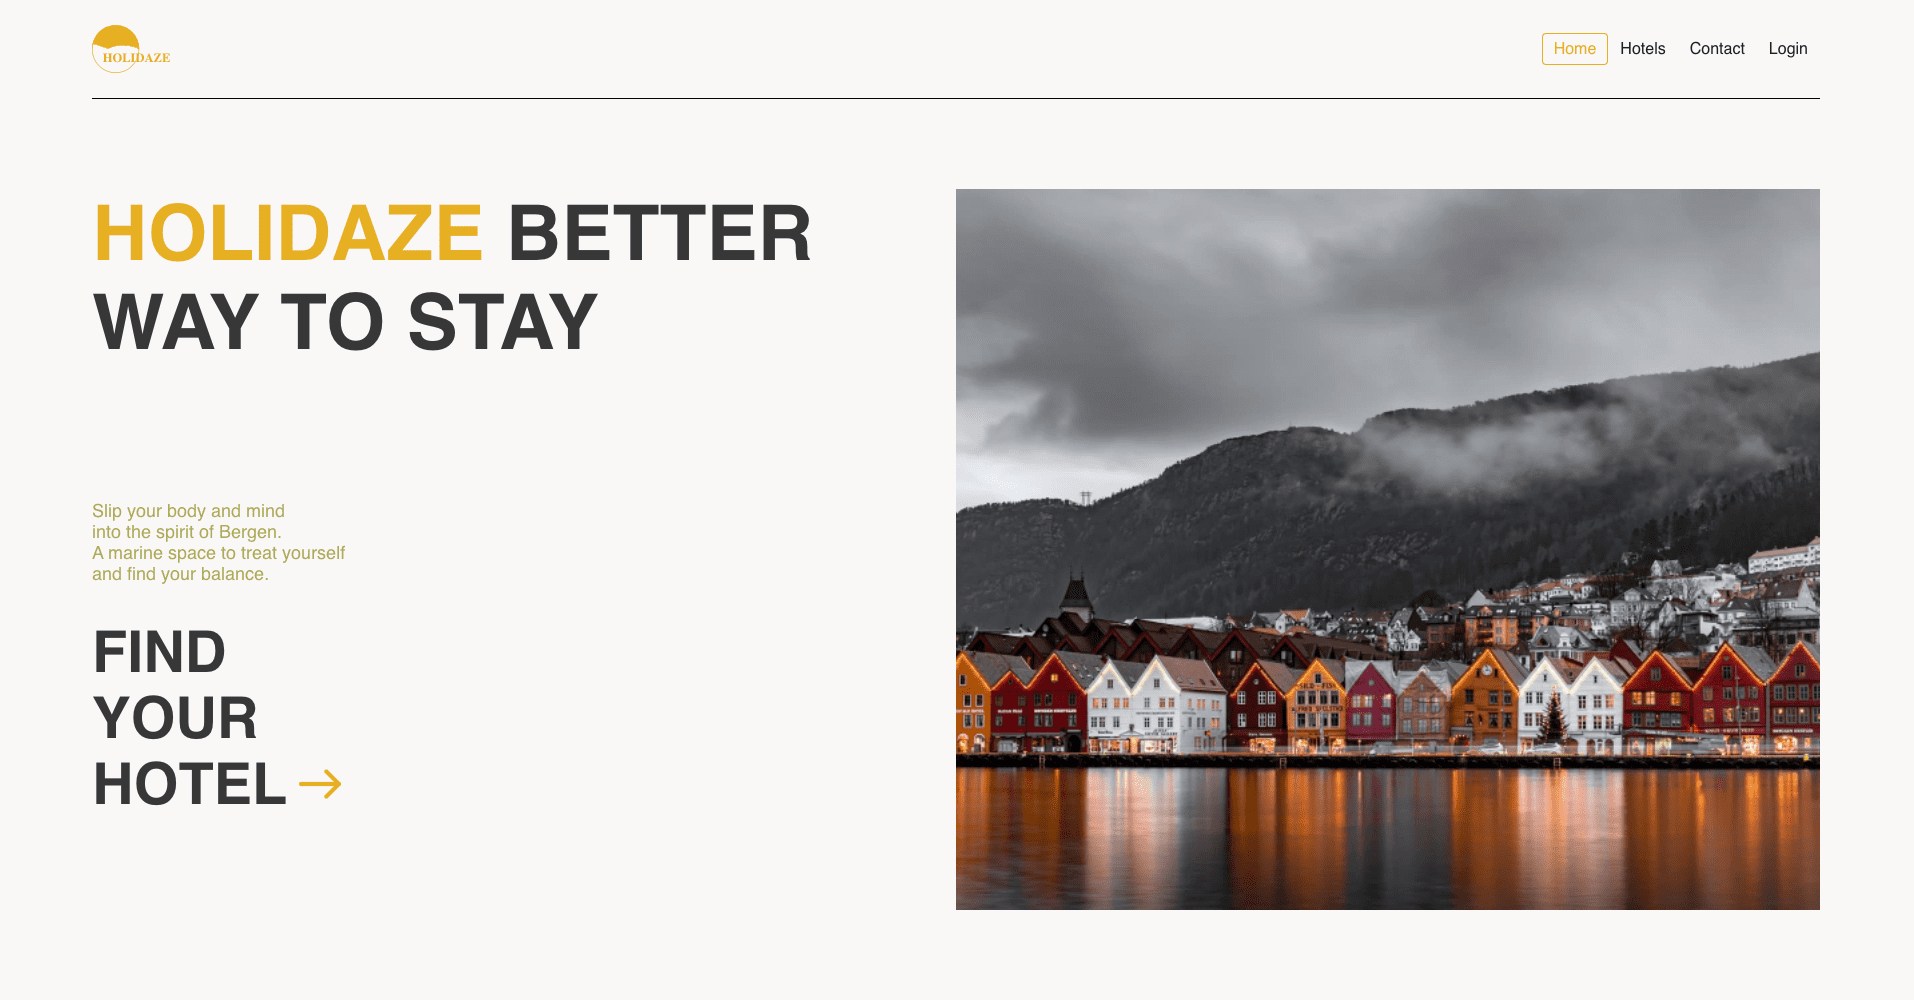 HOLIDAZE
Home Hotels Contact Login
HOLIDAZE BETTER
WAY TO STAY
Slip your body and mind
into the spirit of Bergen.
A marine space to treat yourself
and find your balance.
FIND
YOUR
HOTEL